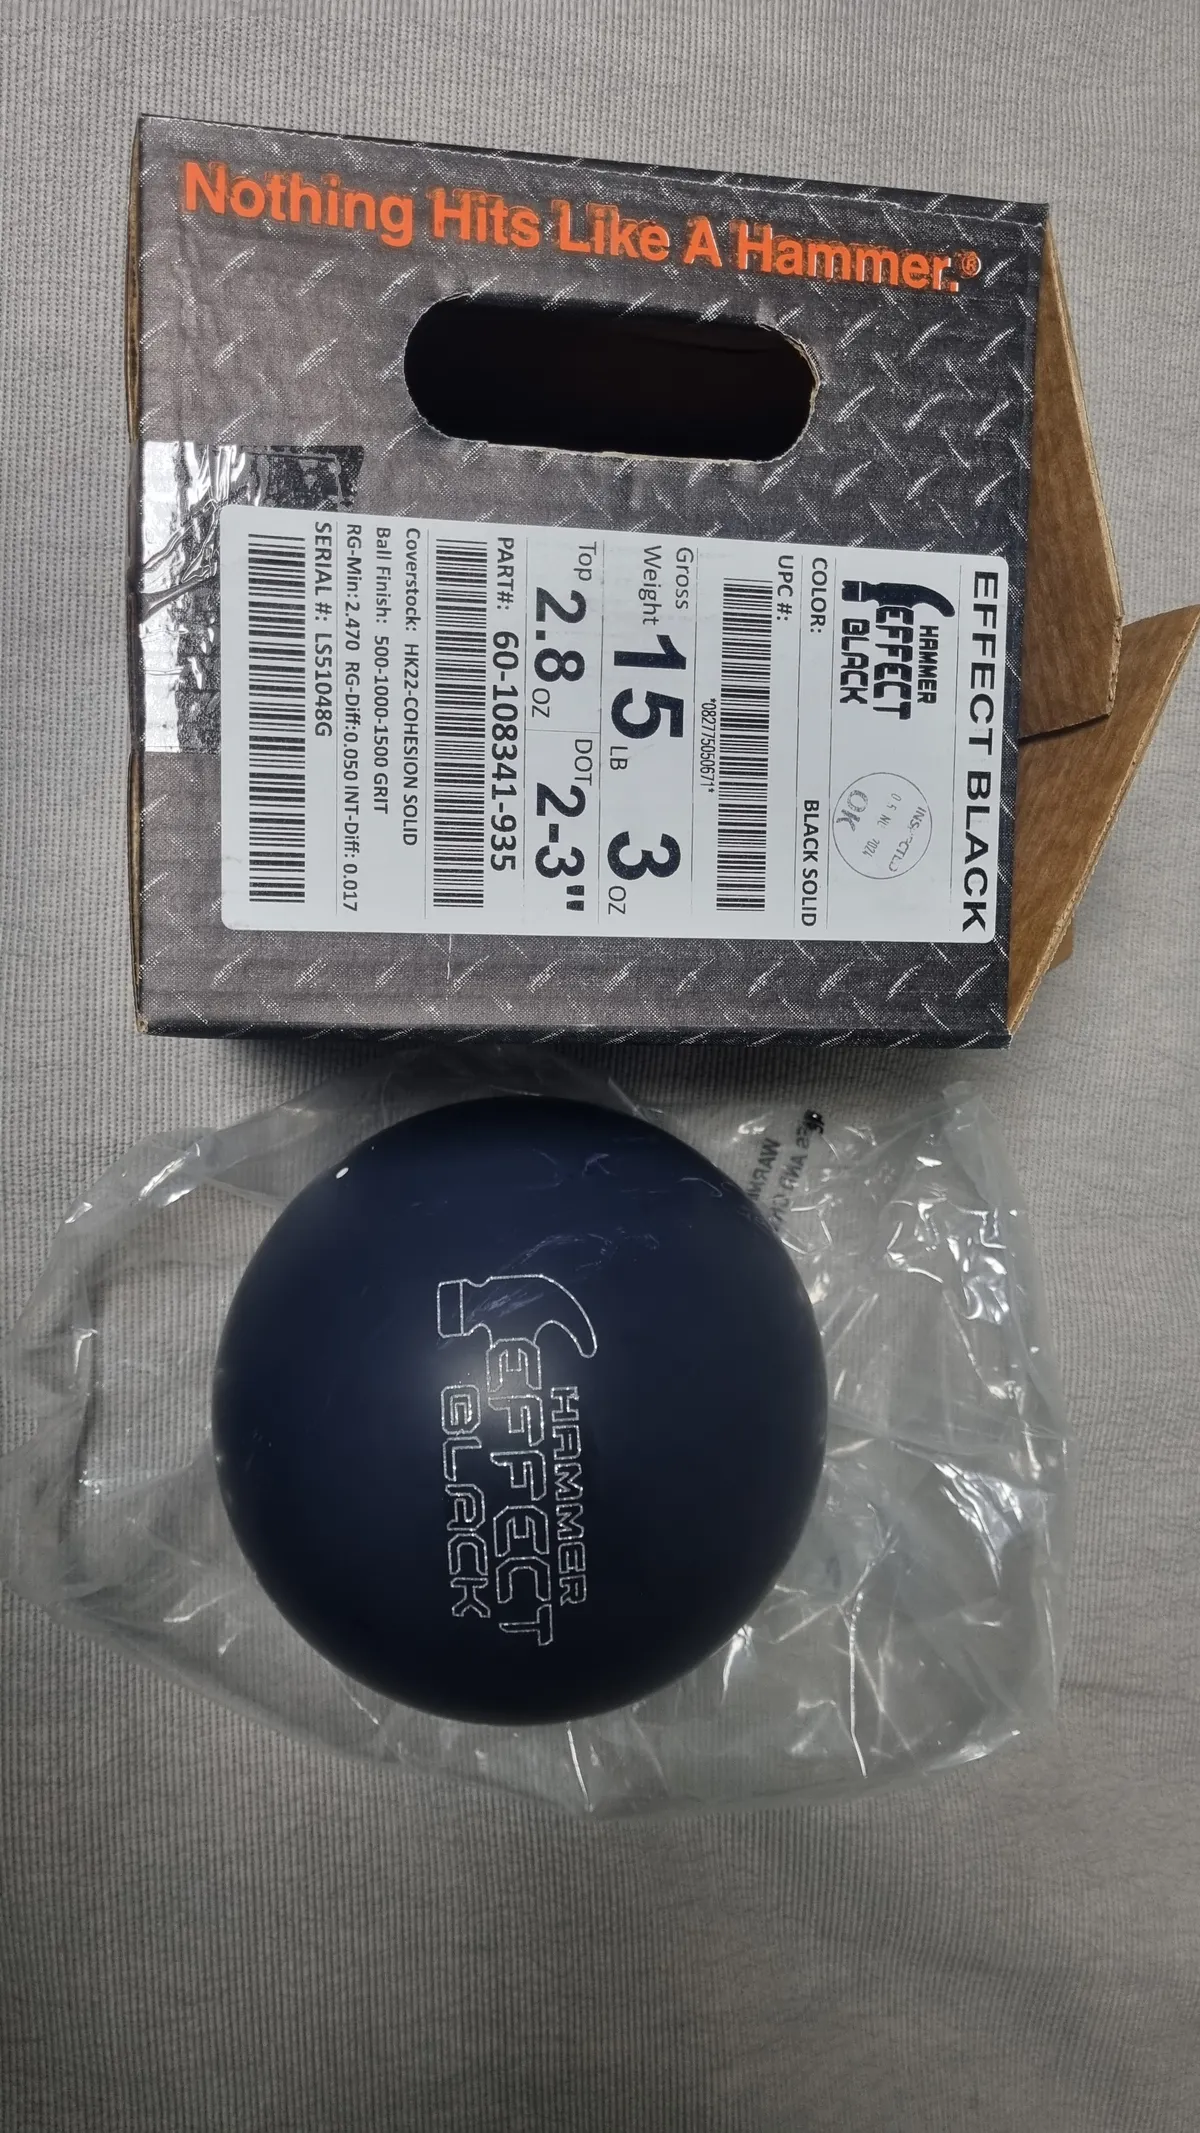 Nothing Hits Like A Hammer.®
EFFECT BLACK
HAMMER
EFFECT
BLACK
OK
COLOR: BLACK SOLID
UPC #:
*082775050671*
Gross
Weight 15 LB 3 OZ
Top 2.8 OZ DOT 2-3"
PART#: 60-108341-935
Coverstock: HK22-COHESION SOLID
Ball Finish: 500-1000-1500 GRIT
RG-Min:2.470 RG-Diff:0.050 INT-Diff: 0.017
SERIAL #: LS51048G
HAMMER
EFFECT
BLACK